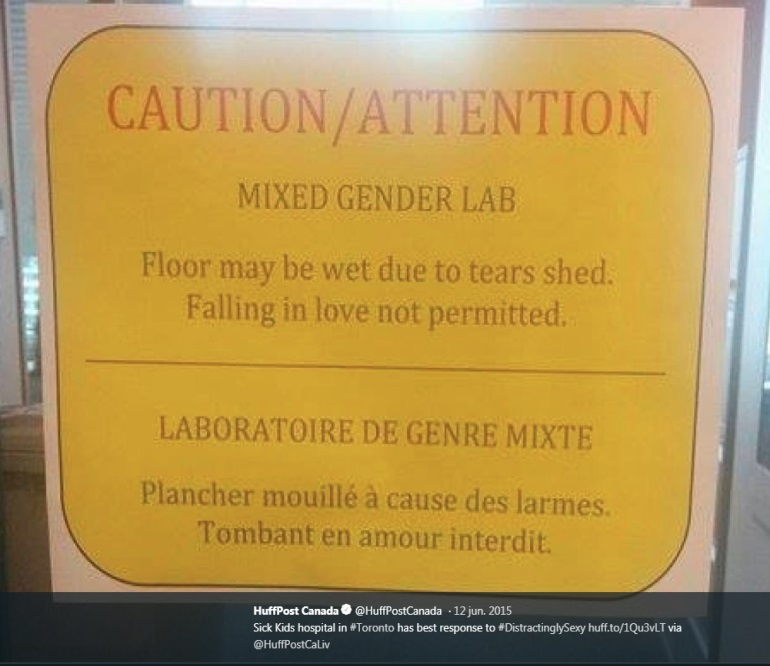 CAUTION/ATTENTION
MIXED GENDER LAB
Floor may be wet due to tears shed.
Falling in love not permitted.
LABORATOIRE DE GENRE MIXTE
Plancher mouillé à cause des larmes.
Tombant en amour interdit.
HuffPost Canada @HuffPostCanada · 12 jun. 2015
Sick Kids hospital in #Toronto has best response to #DistractinglySexy huff.to/1Qu3vLT via
@HuffPostCaLiv